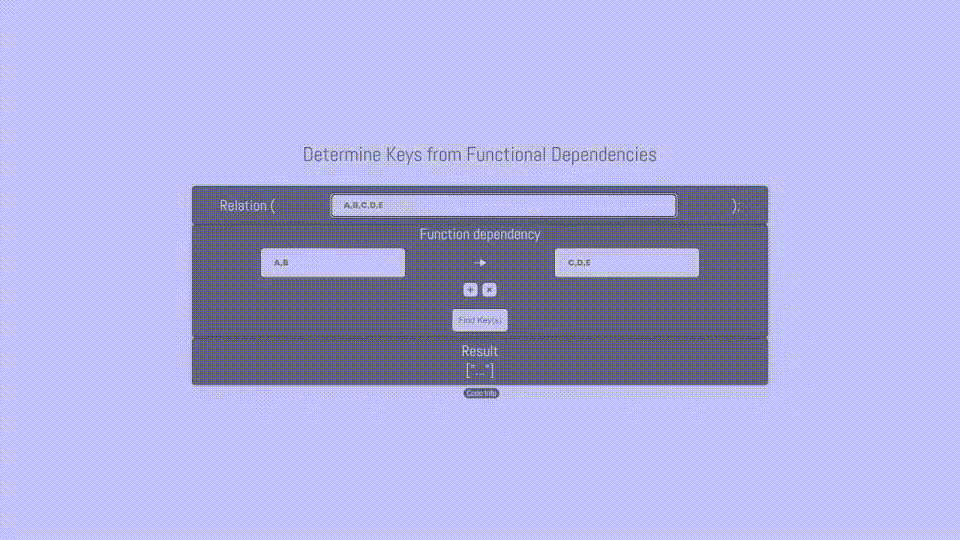 Determine Keys from Functional Dependencies
Relation ( A,B,C,D,E );
Function dependency
A,B → C,D,E
+ ×
Find Key(s)
Result
["..."]
Code Info